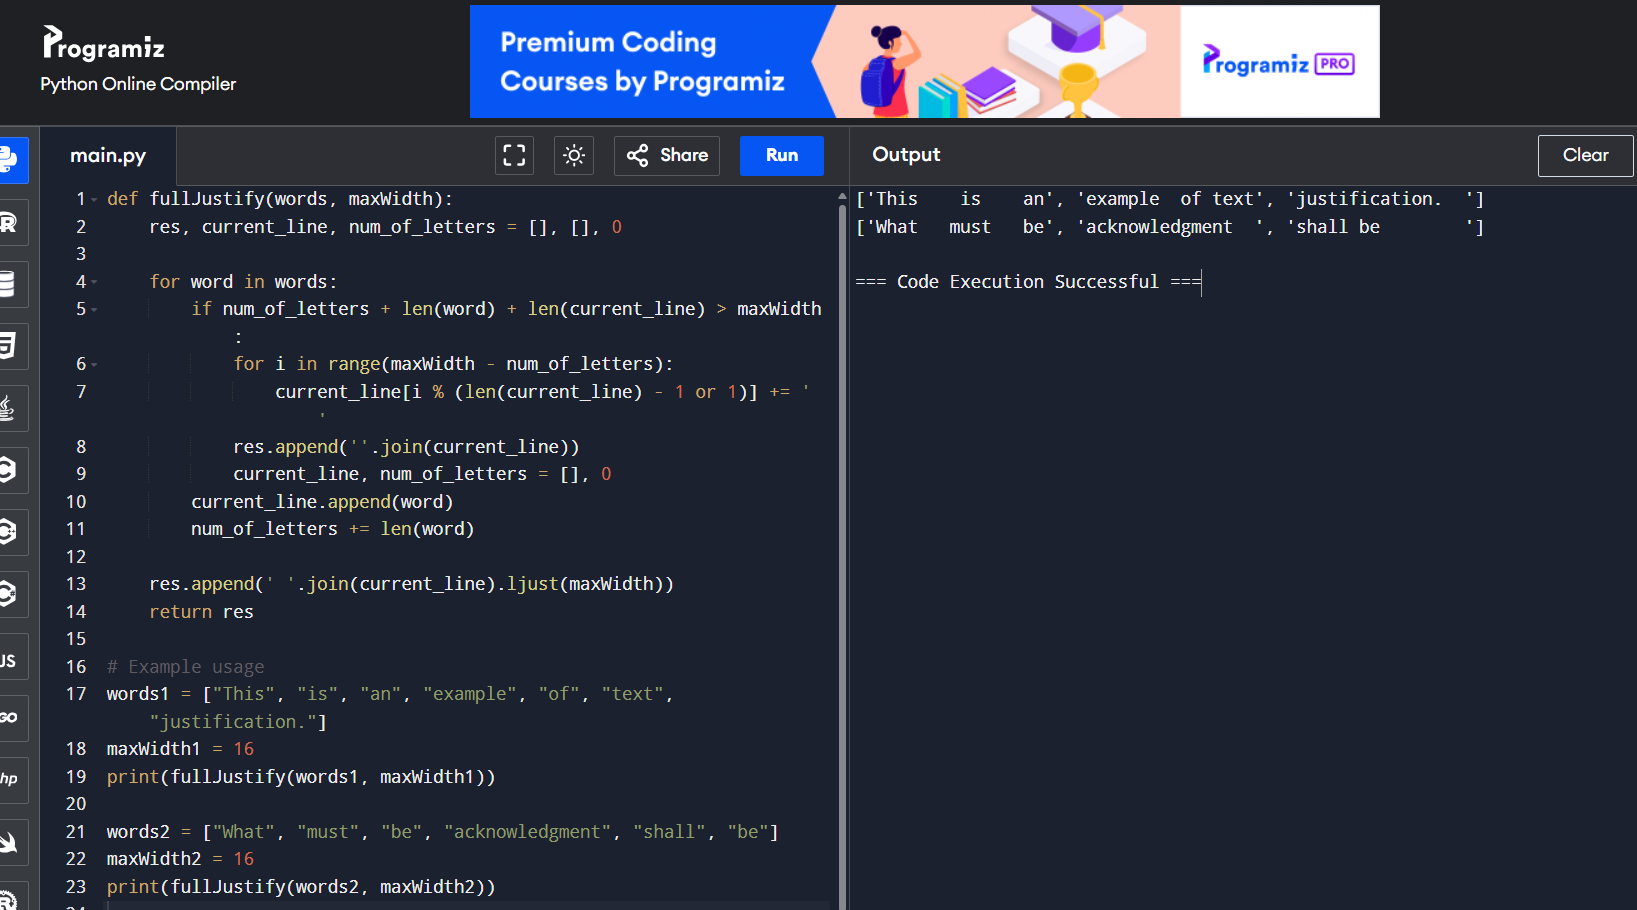 Programiz
Python Online Compiler
Premium Coding
Courses by Programiz
Programiz PRO
main.py
Share
Run
Output
Clear
1 def fullJustify(words, maxWidth):
2     res, current_line, num_of_letters = [], [], 0
3
4     for word in words:
5         if num_of_letters + len(word) + len(current_line) > maxWidth
            :
6             for i in range(maxWidth - num_of_letters):
7                 current_line[i % (len(current_line) - 1 or 1)] += '
                    '
8             res.append(''.join(current_line))
9             current_line, num_of_letters = [], 0
10         current_line.append(word)
11         num_of_letters += len(word)
12
13     res.append(' '.join(current_line).ljust(maxWidth))
14     return res
15
16 # Example usage
17 words1 = ["This", "is", "an", "example", "of", "text",
    "justification."]
18 maxWidth1 = 16
19 print(fullJustify(words1, maxWidth1))
20
21 words2 = ["What", "must", "be", "acknowledgment", "shall", "be"]
22 maxWidth2 = 16
23 print(fullJustify(words2, maxWidth2))
['This    is    an', 'example  of text', 'justification.  ']
['What   must   be', 'acknowledgment  ', 'shall be        ']
=== Code Execution Successful ===
R
JS
GO